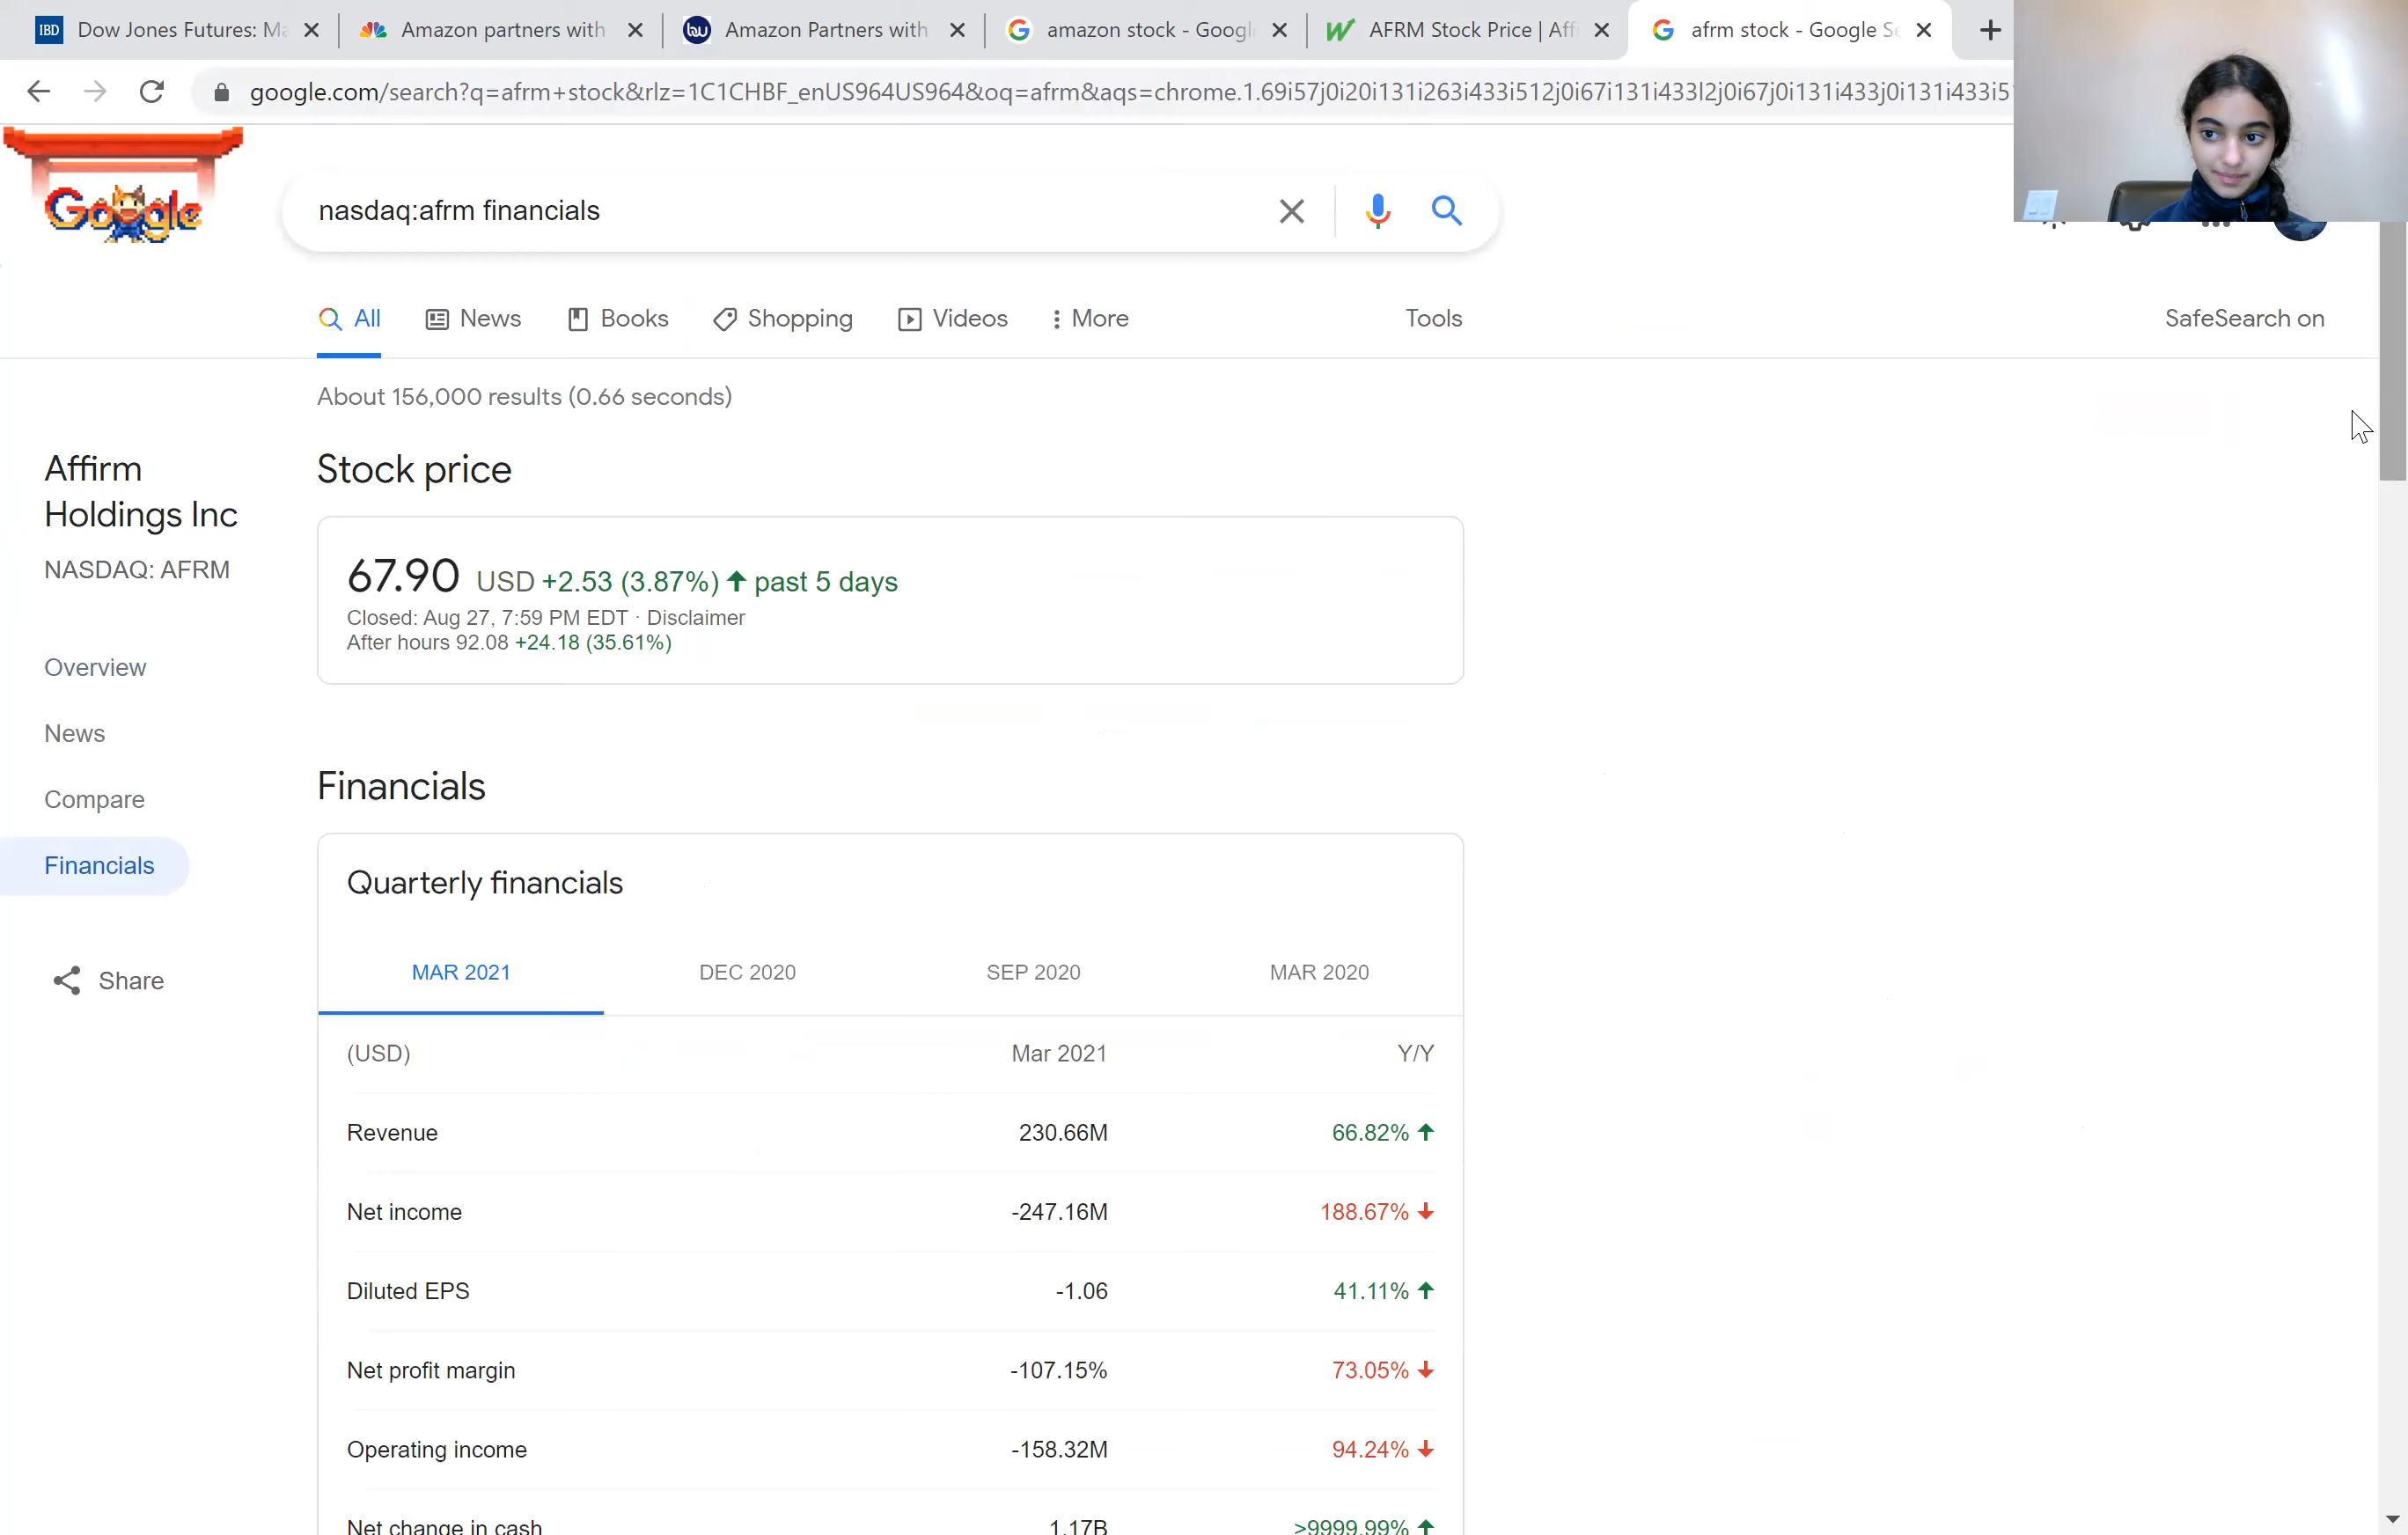 IBD Dow Jones Futures: Ma
Amazon partners with
bu Amazon Partners with
amazon stock - Googl
AFRM Stock Price | Aff
afrm stock - Google Se
google.com/search?q=afrm+stock&rlz=1C1CHBF_enUS964US964&oq=afrm&aqs=chrome.1.69i57j0i20i131i263i433i512j0i67i131i433l2j0i67j0i131i433j0i131i433i5
Google
nasdaq:afrm financials
All News Books Shopping Videos More Tools SafeSearch on
About 156,000 results (0.66 seconds)
Affirm
Holdings Inc
NASDAQ: AFRM
Overview
News
Compare
Financials
Share
Stock price
67.90 USD +2.53 (3.87%) ↑ past 5 days
Closed: Aug 27, 7:59 PM EDT · Disclaimer
After hours 92.08 +24.18 (35.61%)
Financials
Quarterly financials
MAR 2021 DEC 2020 SEP 2020 MAR 2020
(USD) Mar 2021 Y/Y
Revenue 230.66M 66.82% ↑
Net income -247.16M 188.67% ↓
Diluted EPS -1.06 41.11% ↑
Net profit margin -107.15% 73.05% ↓
Operating income -158.32M 94.24% ↓
Net change in cash 1.17B >9999.99% ↑